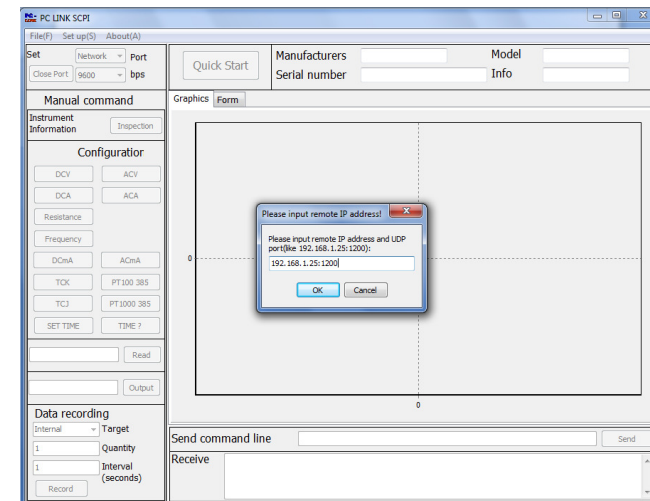 PC LINK SCPI
File(F) Set up(S) About(A)
Set Network Port
Close Port 9600 bps
Quick Start
Manufacturers Model
Serial number Info
Manual command
Instrument
Information Inspection
Configuratior
DCV ACV
DCA ACA
Resistance
Frequency
DCmA ACmA
TCK PT100 385
TCJ PT1000 385
SET TIME TIME ?
Read
Output
Data recording
Internal Target
1 Quantity
1 Interval
(seconds)
Record
Graphics Form
0
0
Please input remote IP address!
Please input remote IP address and UDP
port(like 192.168.1.25:1200):
192.168.1.25:1200
OK Cancel
Send command line Send
Receive